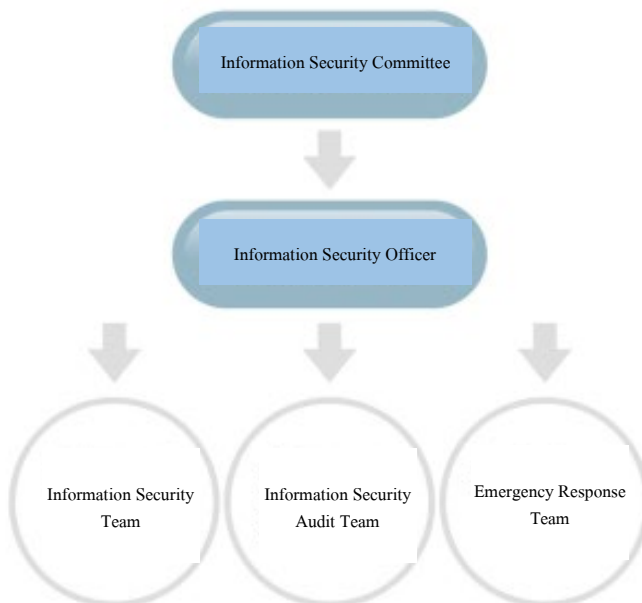 Information Security Committee
Information Security Officer
Information Security
Team
Information Security
Audit Team
Emergency Response
Team